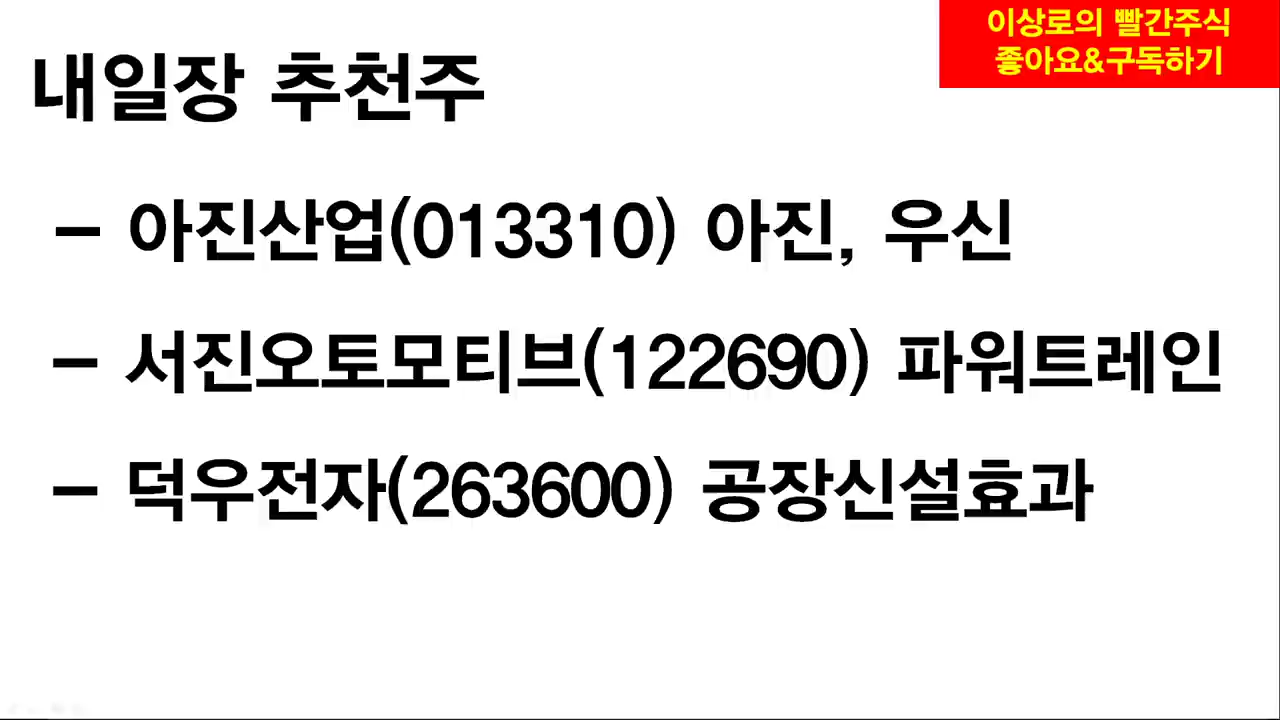 이상로의 빨간주식
좋아요&구독하기
내일장 추천주
- 아진산업(013310) 아진, 우신
- 서진오토모티브(122690) 파워트레인
- 덕우전자(263600) 공장신설효과